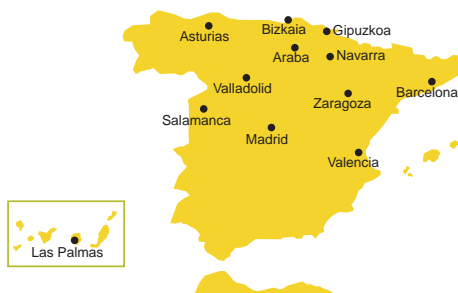 Bizkaia
Gipuzkoa
Asturias
Araba
Navarra
Valladolid
Barcelona
Zaragoza
Salamanca
Madrid
Valencia
Las Palmas